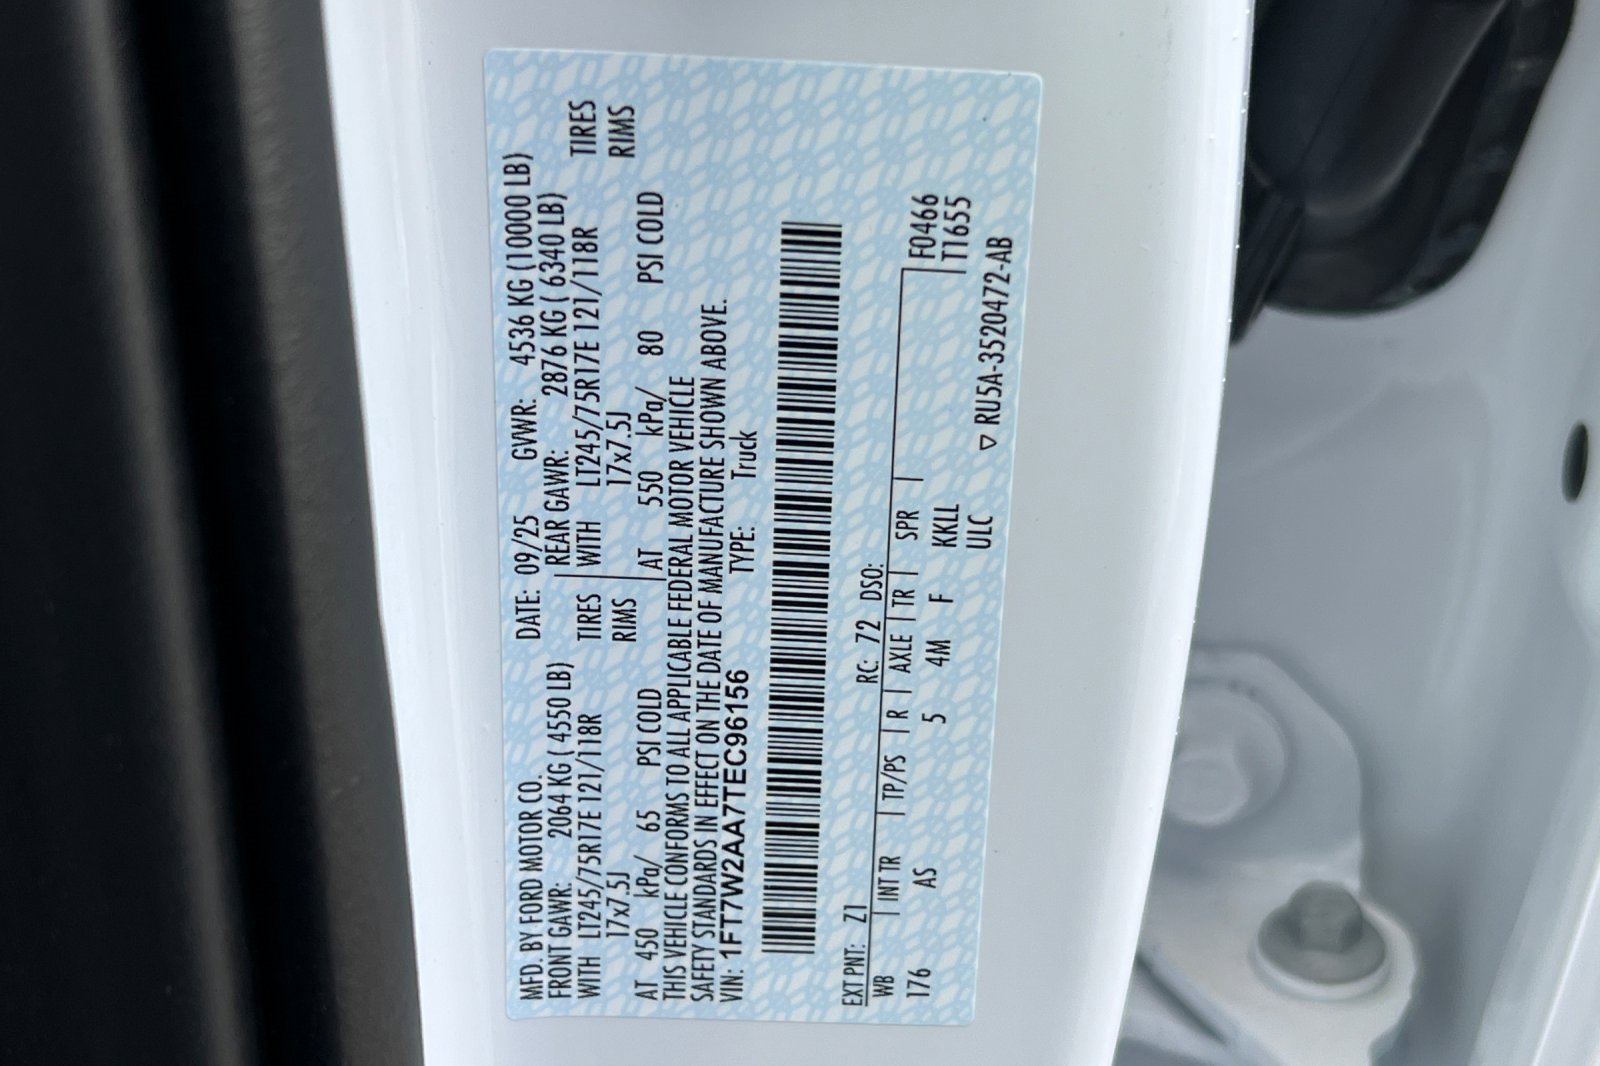 MFD. BY FORD MOTOR CO. DATE: 09/25 GVWR: 4536 KG (10000 LB)
FRONT GAWR: 2064 KG ( 4550 LB) REAR GAWR: 2876 KG ( 6340 LB)
WITH LT245/75R17E 121/118R TIRES WITH LT245/75R17E 121/118R TIRES
17x7.5J RIMS 17x7.5J RIMS
AT 450 kPa/ 65 PSI COLD AT 550 kPa/ 80 PSI COLD
THIS VEHICLE CONFORMS TO ALL APPLICABLE FEDERAL MOTOR VEHICLE
SAFETY STANDARDS IN EFFECT ON THE DATE OF MANUFACTURE SHOWN ABOVE.
VIN: 1FT7W2AA7TEC96156 TYPE: Truck
EXT PNT: Z1 RC: 72 DSO:
WB INT TR TP/PS R AXLE TR SPR F0466
176 AS 5 4M F KKLL T1655
ULC ▽ RU5A-3520472-AB